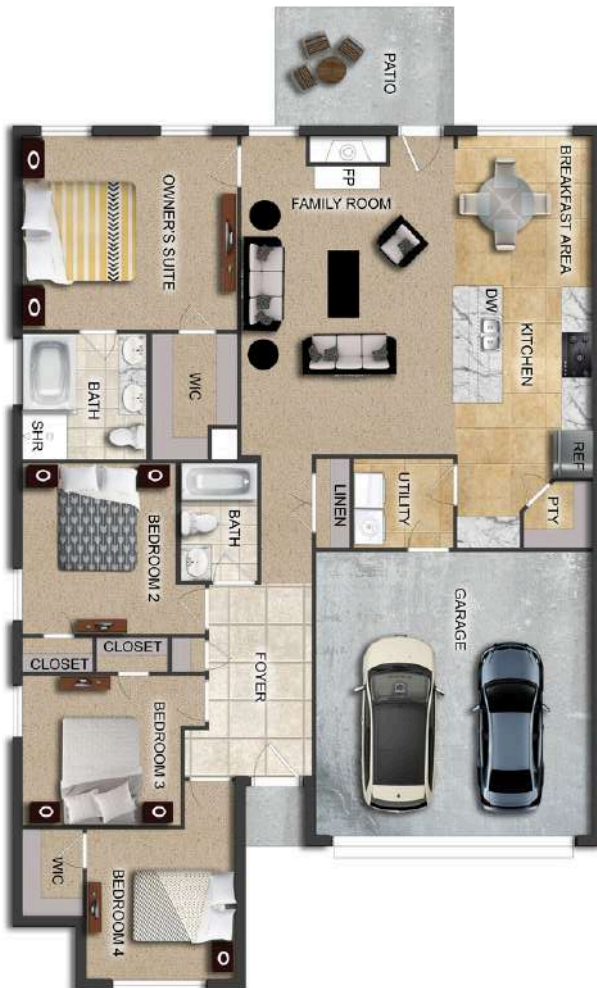 PATIO
BREAKFAST AREA
FP
FAMILY ROOM
OWNER'S SUITE
DW
KITCHEN
WIC
BATH
SHR
REF
PTY
UTILITY
LINEN
BATH
BEDROOM 2
GARAGE
FOYER
CLOSET
CLOSET
BEDROOM 3
WIC
BEDROOM 4